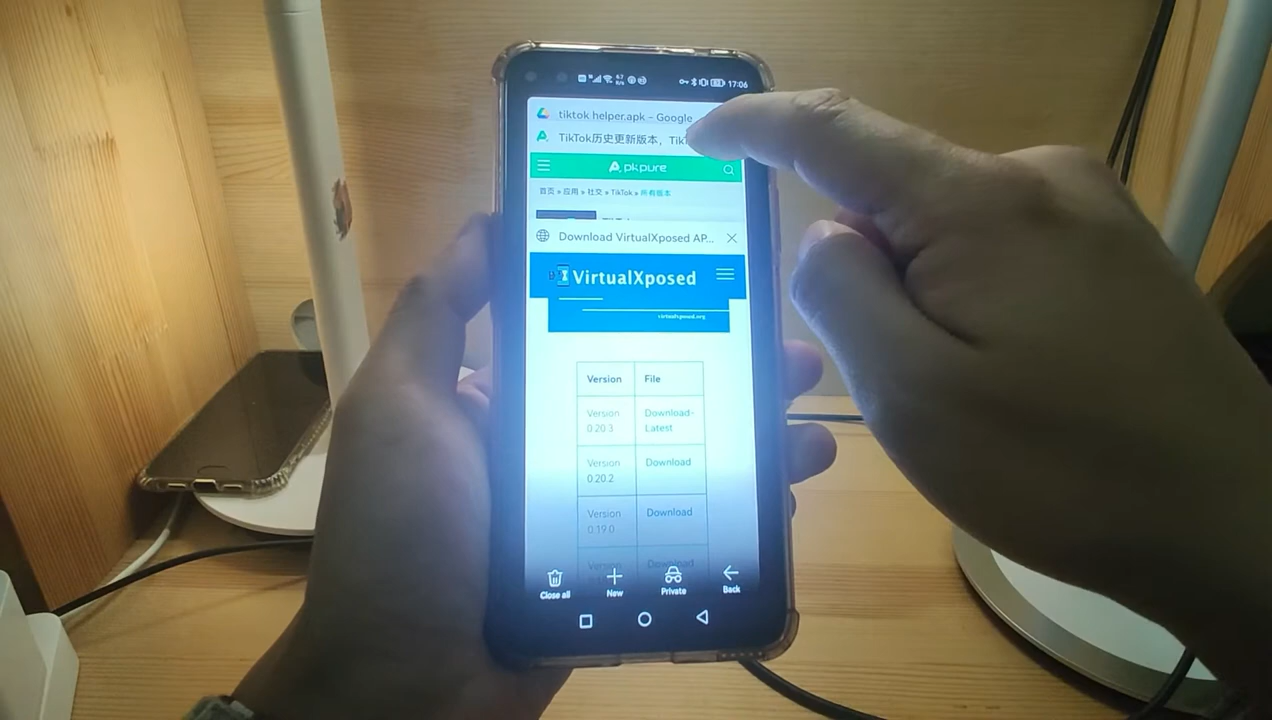 17:06
tiktok helper.apk – Google
TikTok历史更新版本，Tik
Apkpure
首页 » 应用 » 社交 » TikTok » 所有版本
Download VirtualXposed AP...
VirtualXposed
virtualxposed.org
Version File
Version 0.20.3 Download-Latest
Version 0.20.2 Download
Version 0.19.0 Download
Version Download
Close all New Private Back